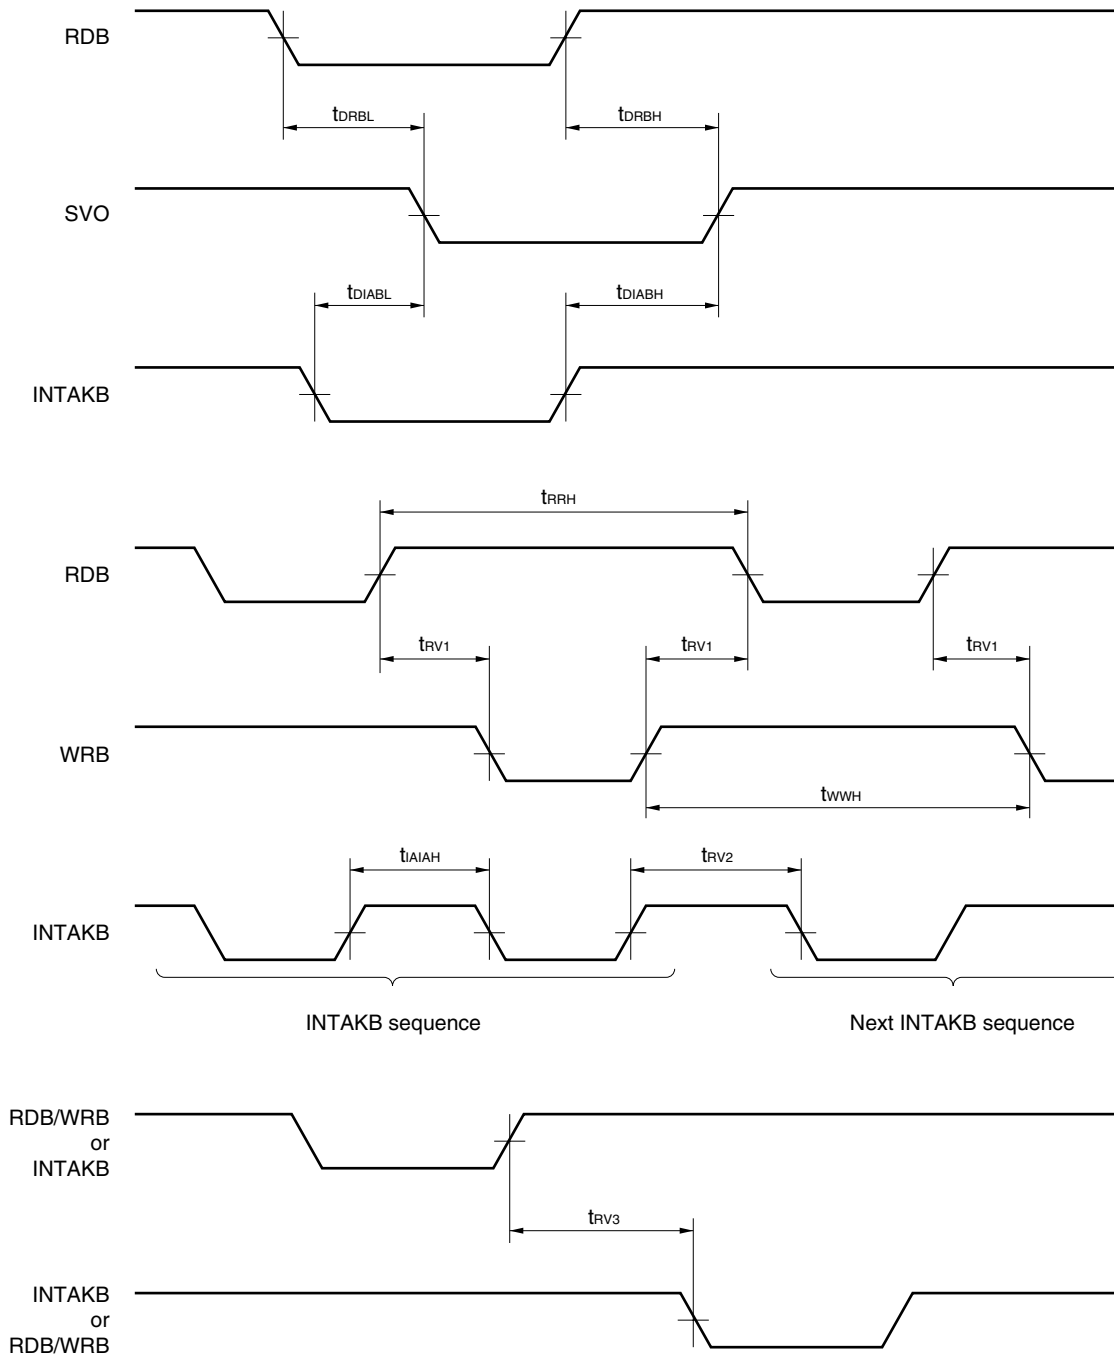 RDB
tDRBL
tDRBH
SVO
tDIABL
tDIABH
INTAKB
tRRH
RDB
tRV1
tRV1
tRV1
WRB
tWWH
tIAIAH
tRV2
INTAKB
INTAKB sequence
Next INTAKB sequence
RDB/WRB
or
INTAKB
tRV3
INTAKB
or
RDB/WRB